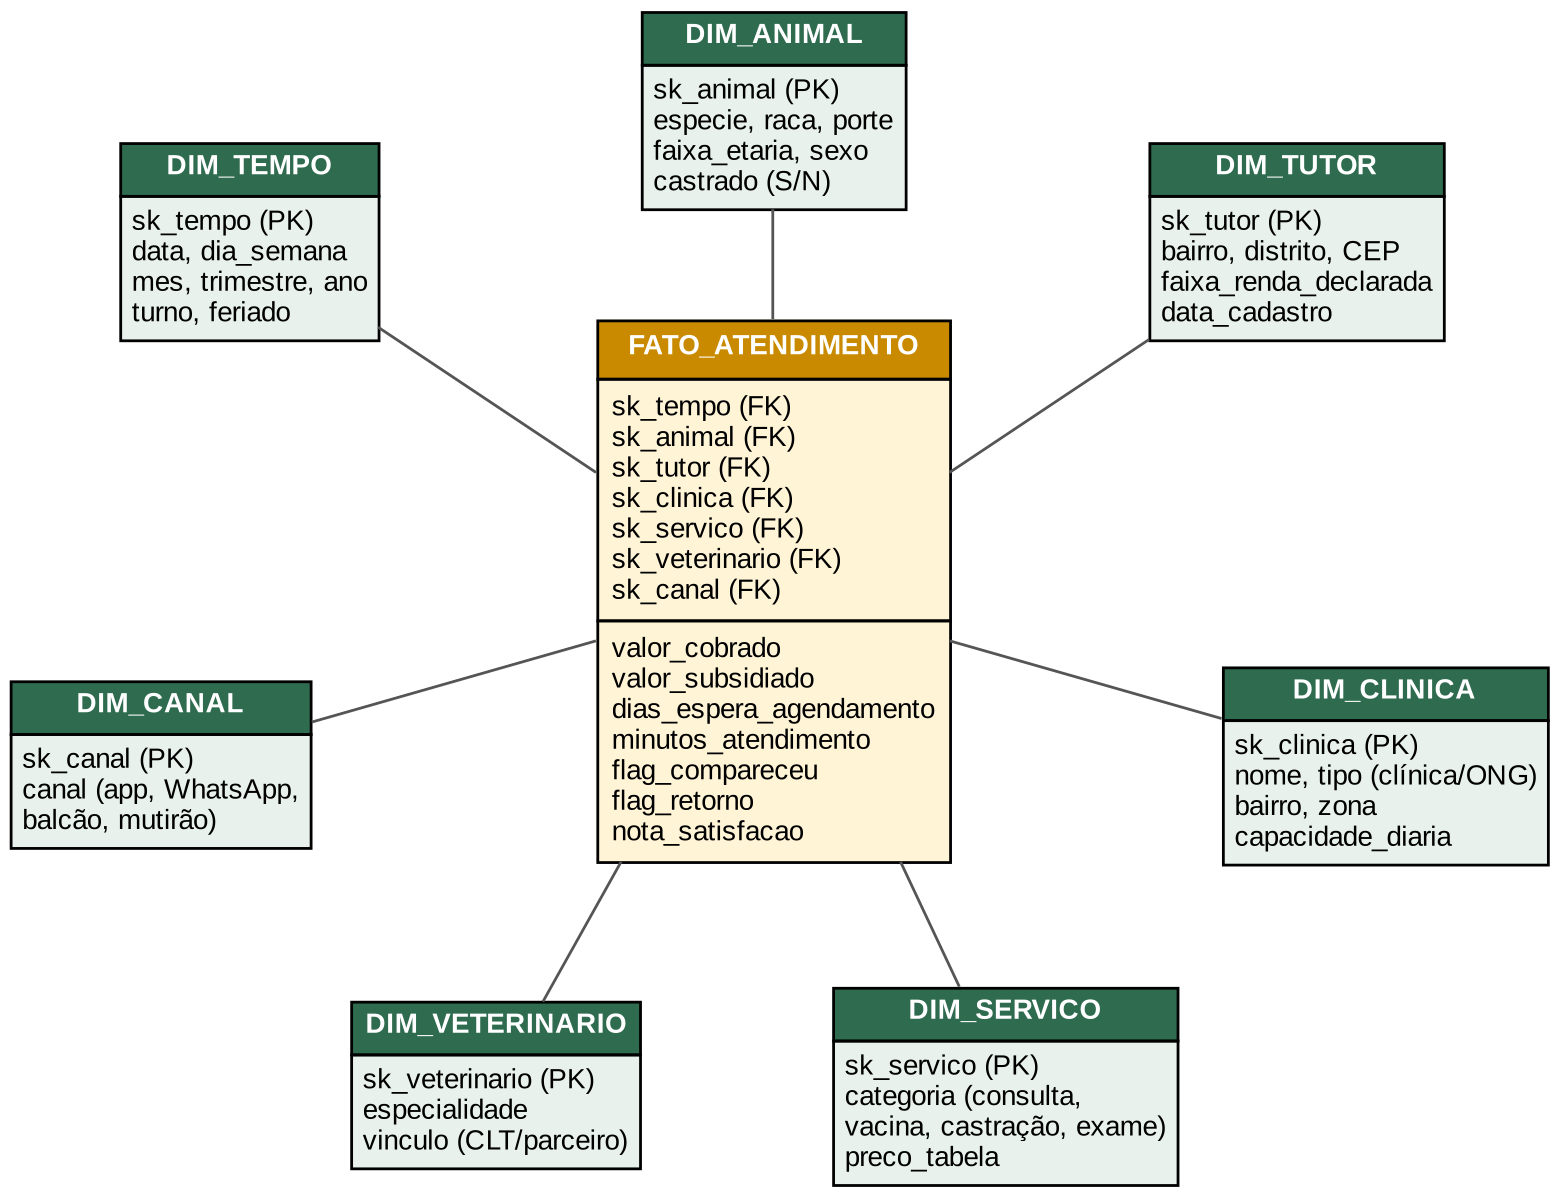 DIM_ANIMAL
sk_animal (PK)
especie, raca, porte
faixa_etaria, sexo
castrado (S/N)
DIM_TEMPO
sk_tempo (PK)
data, dia_semana
mes, trimestre, ano
turno, feriado
DIM_TUTOR
sk_tutor (PK)
bairro, distrito, CEP
faixa_renda_declarada
data_cadastro
FATO_ATENDIMENTO
sk_tempo (FK)
sk_animal (FK)
sk_tutor (FK)
sk_clinica (FK)
sk_servico (FK)
sk_veterinario (FK)
sk_canal (FK)
valor_cobrado
valor_subsidiado
dias_espera_agendamento
minutos_atendimento
flag_compareceu
flag_retorno
nota_satisfacao
DIM_CANAL
sk_canal (PK)
canal (app, WhatsApp,
balcão, mutirão)
DIM_CLINICA
sk_clinica (PK)
nome, tipo (clínica/ONG)
bairro, zona
capacidade_diaria
DIM_VETERINARIO
sk_veterinario (PK)
especialidade
vinculo (CLT/parceiro)
DIM_SERVICO
sk_servico (PK)
categoria (consulta,
vacina, castração, exame)
preco_tabela